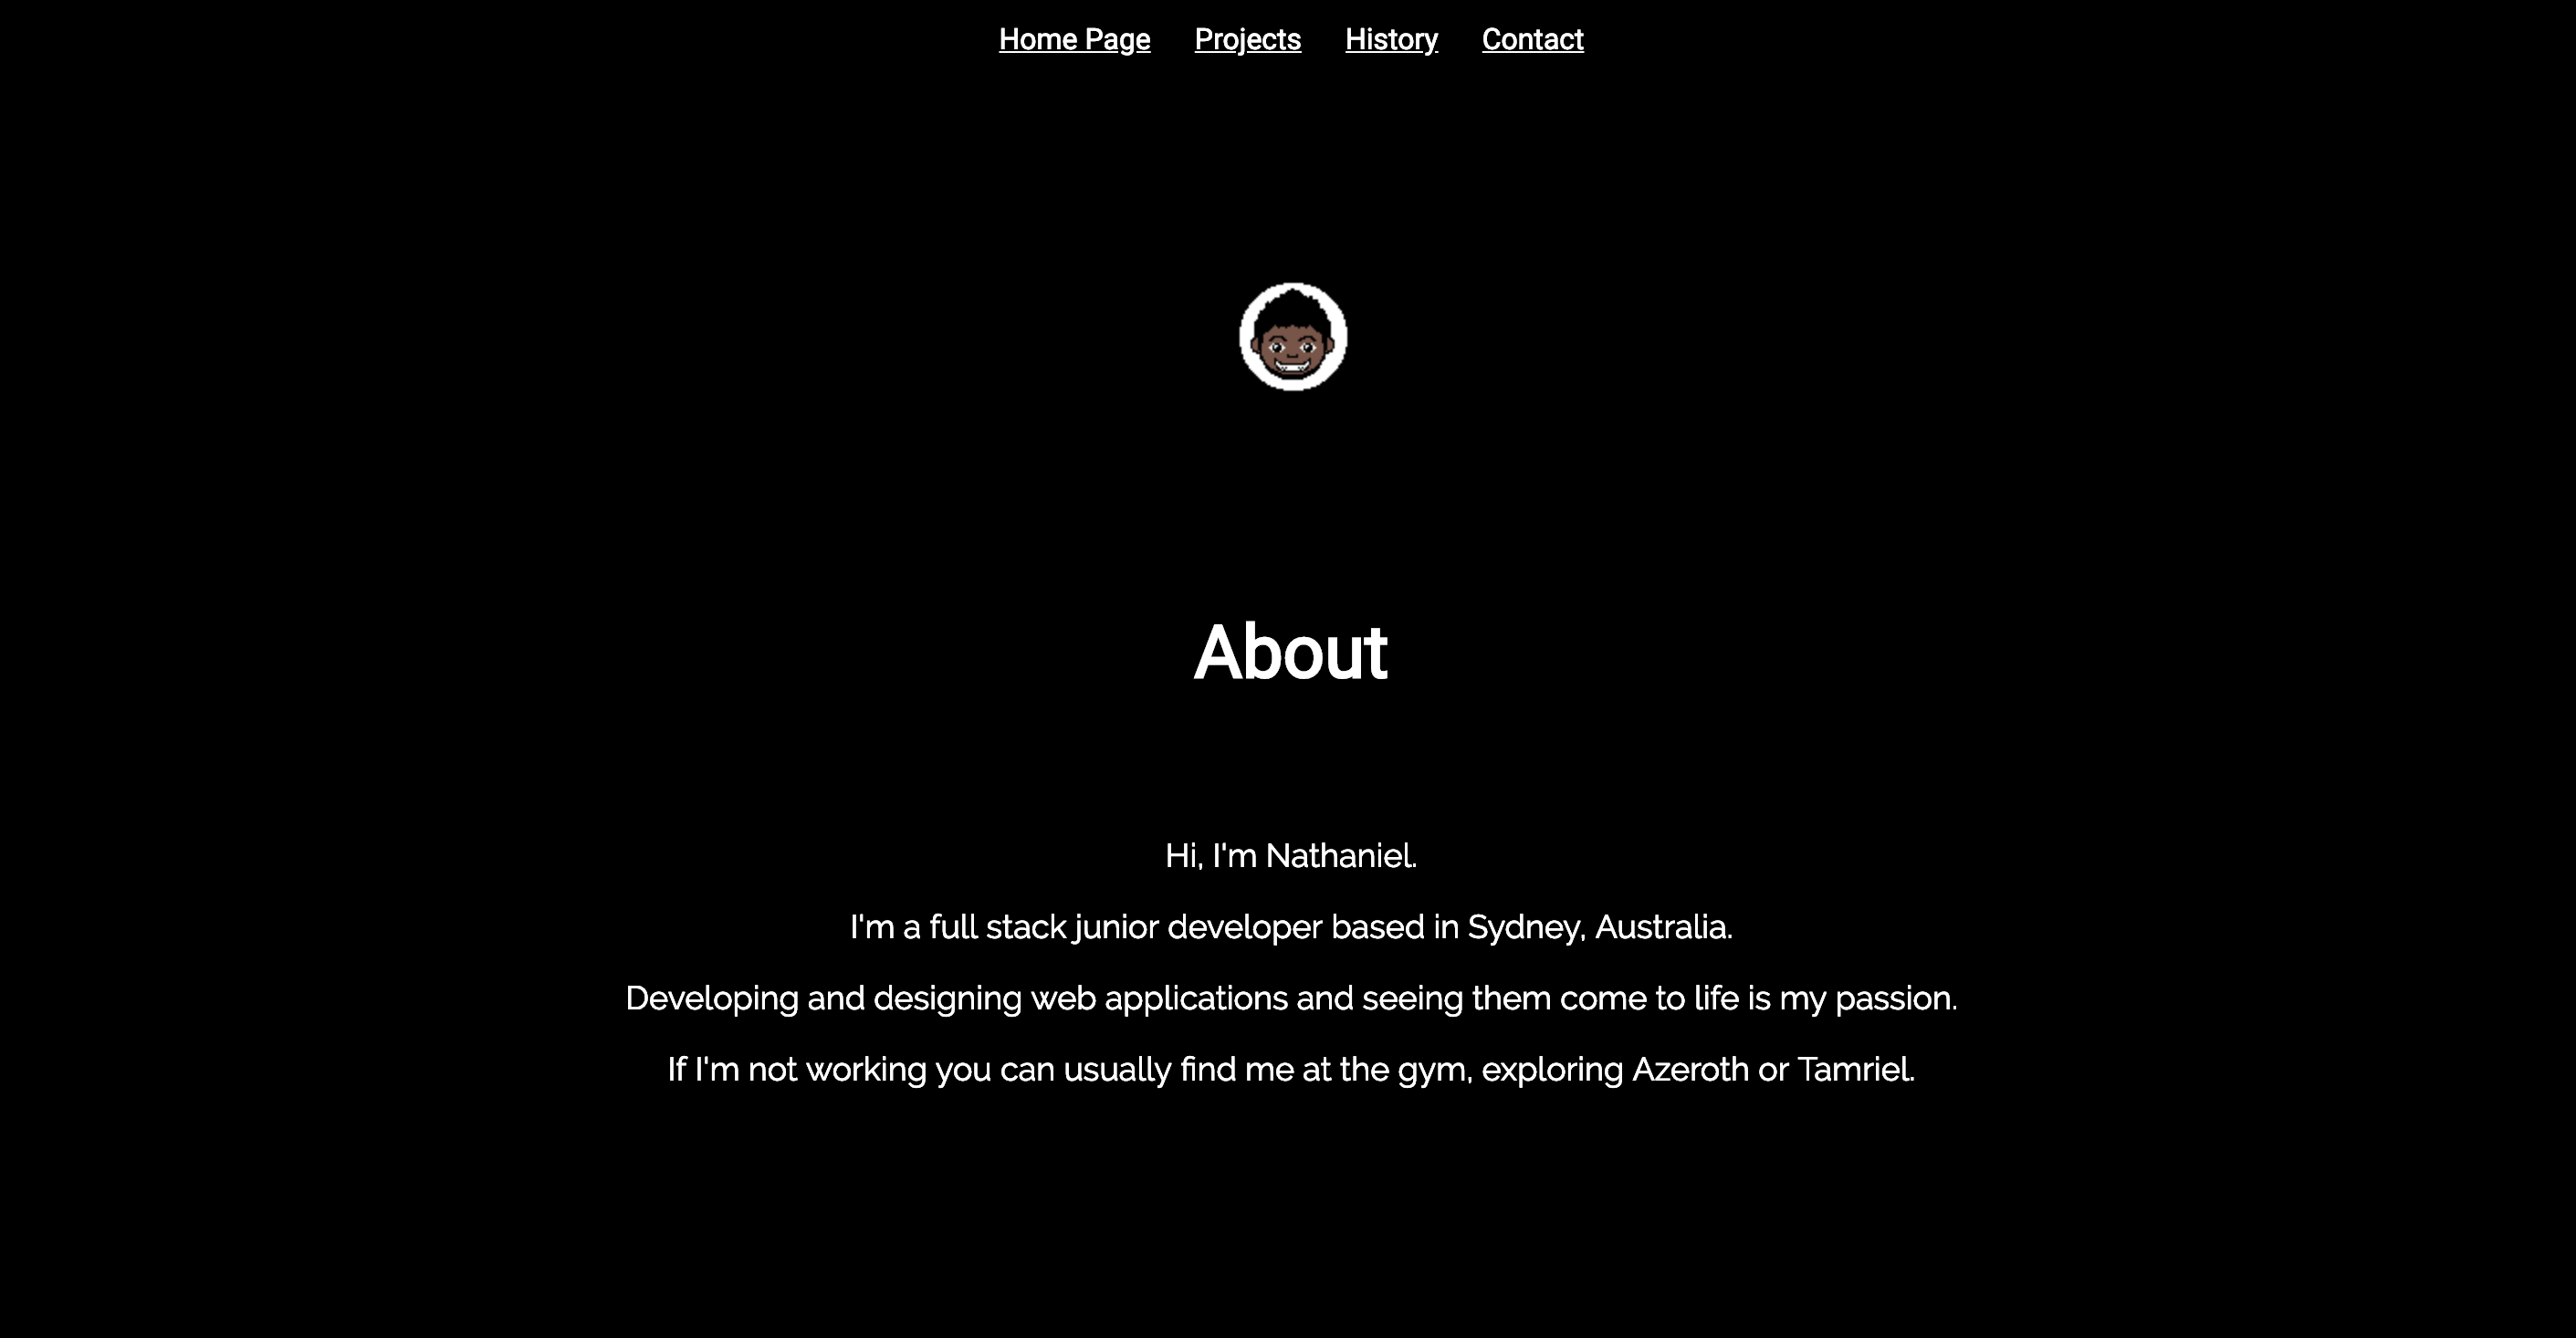 Home Page Projects History Contact
About
Hi, I'm Nathaniel.
I'm a full stack junior developer based in Sydney, Australia.
Developing and designing web applications and seeing them come to life is my passion.
If I'm not working you can usually find me at the gym, exploring Azeroth or Tamriel.